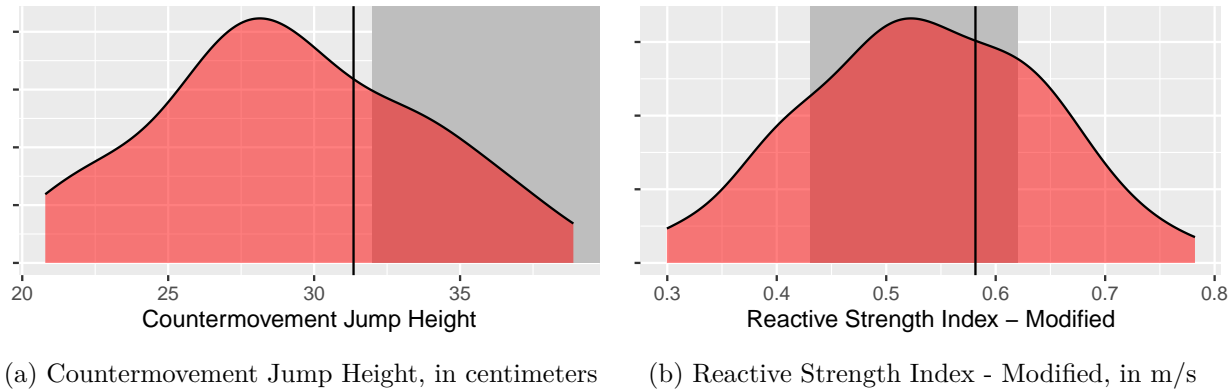 20 25 30 35
0.3 0.4 0.5 0.6 0.7 0.8
Countermovement Jump Height
Reactive Strength Index – Modified
(a) Countermovement Jump Height, in centimeters
(b) Reactive Strength Index - Modified, in m/s